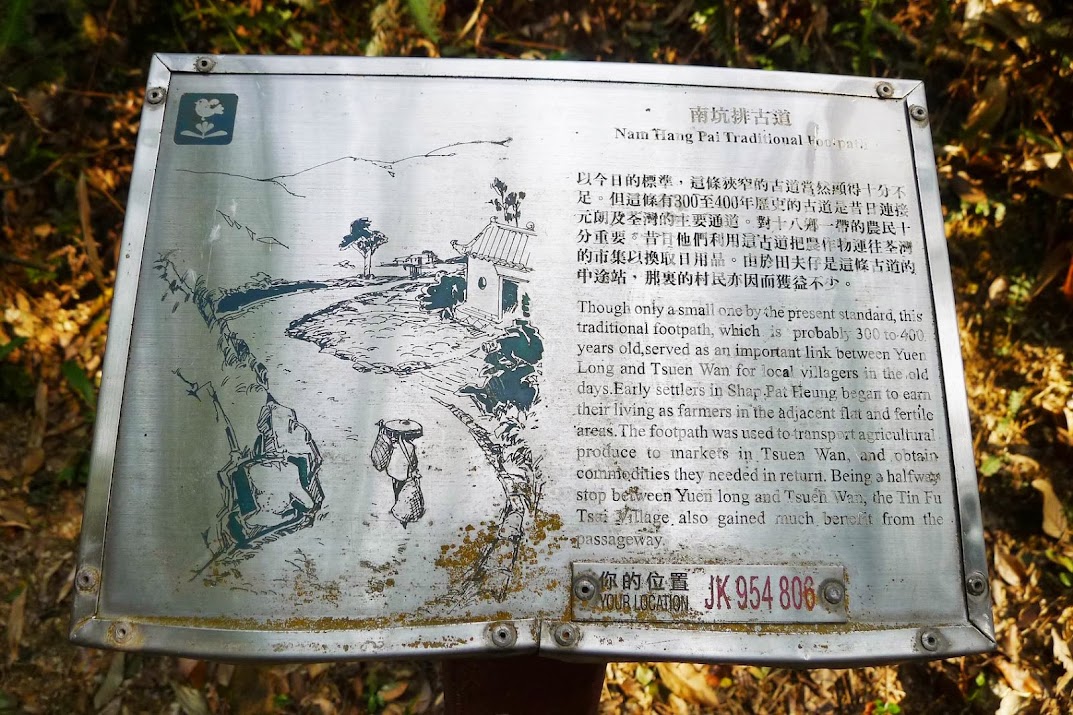 南坑排古道
Nam Hang Pai Traditional Footpath
以今日的標準，這條狹窄的古道當然顯得十分不
足。但這條有300至400年歷史的古道是昔日連接
元朗及荃灣的主要通道。對十八鄉一帶的農民十
分重要。昔日他們利用這古道把農作物運往荃灣
的市集以換取日用品。由於田夫仔是這條古道的
中途站，那裏的村民亦因而獲益不少。
Though only a small one by the present standard, this
traditional footpath, which is probably 300 to 400
years old,served as an important link between Yuen
Long and Tsuen Wan for local villagers in the old
days.Early settlers in Shap Pat Heung began to earn
their living as farmers in the adjacent flat and fertile
areas.The footpath was used to transport agricultural
produce to markets in Tsuen Wan, and obtain
commodities they needed in return. Being a halfway
stop between Yuen long and Tsuen Wan, the Tin Fu
Tsai Village also gained much benefit from the
passageway.
你的位置
YOUR LOCATION
JK 954 806